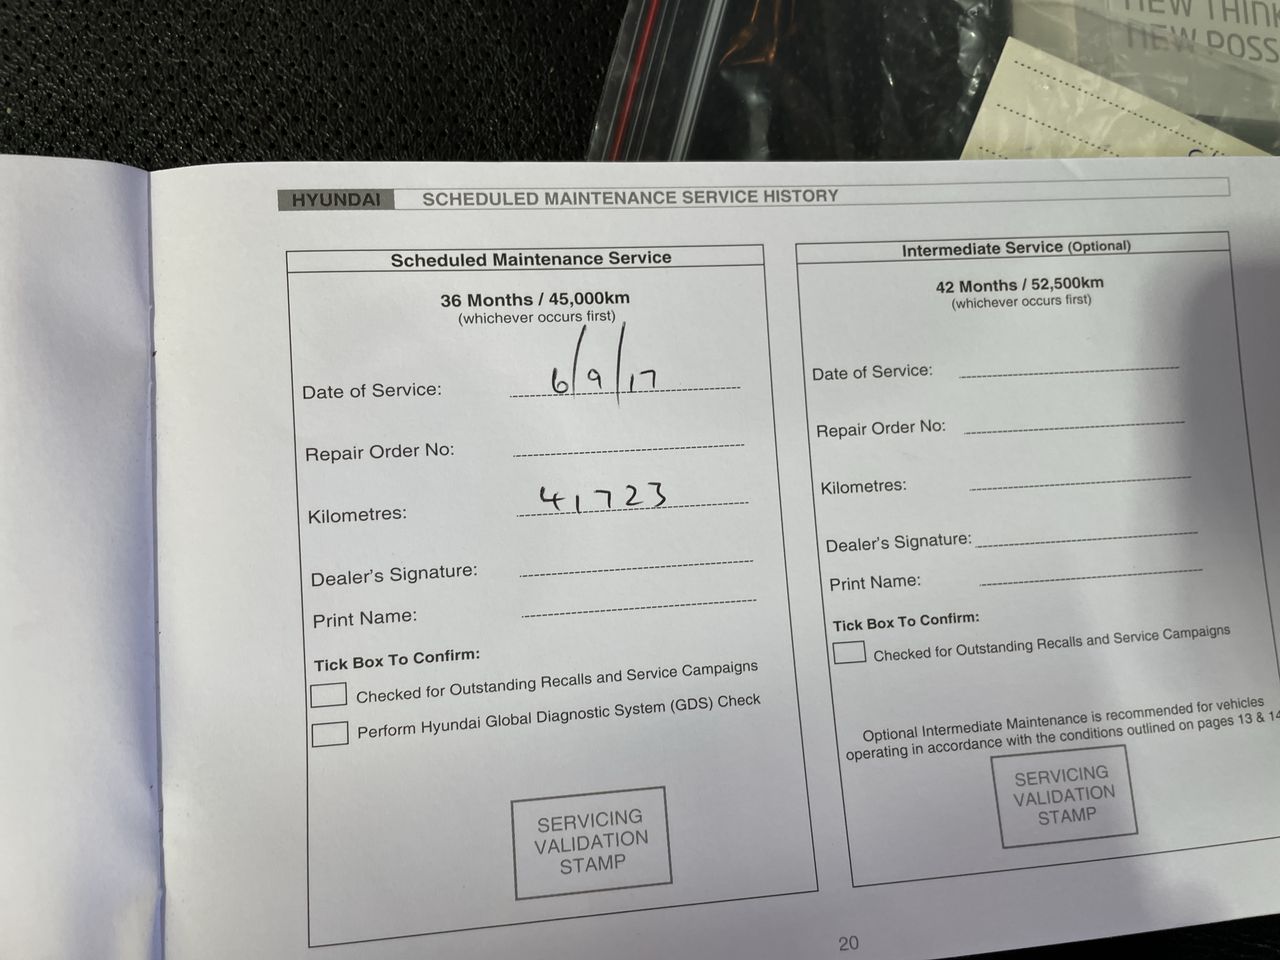 NEW THINK
NEW POSS
HYUNDAI SCHEDULED MAINTENANCE SERVICE HISTORY
Scheduled Maintenance Service
36 Months / 45,000km
(whichever occurs first)
Date of Service: 6/9/17
Repair Order No:
Kilometres: 41723
Dealer's Signature:
Print Name:
Tick Box To Confirm:
Checked for Outstanding Recalls and Service Campaigns
Perform Hyundai Global Diagnostic System (GDS) Check
SERVICING
VALIDATION
STAMP
Intermediate Service (Optional)
42 Months / 52,500km
(whichever occurs first)
Date of Service:
Repair Order No:
Kilometres:
Dealer's Signature:
Print Name:
Tick Box To Confirm:
Checked for Outstanding Recalls and Service Campaigns
Optional Intermediate Maintenance is recommended for vehicles
operating in accordance with the conditions outlined on pages 13 & 14
SERVICING
VALIDATION
STAMP
20